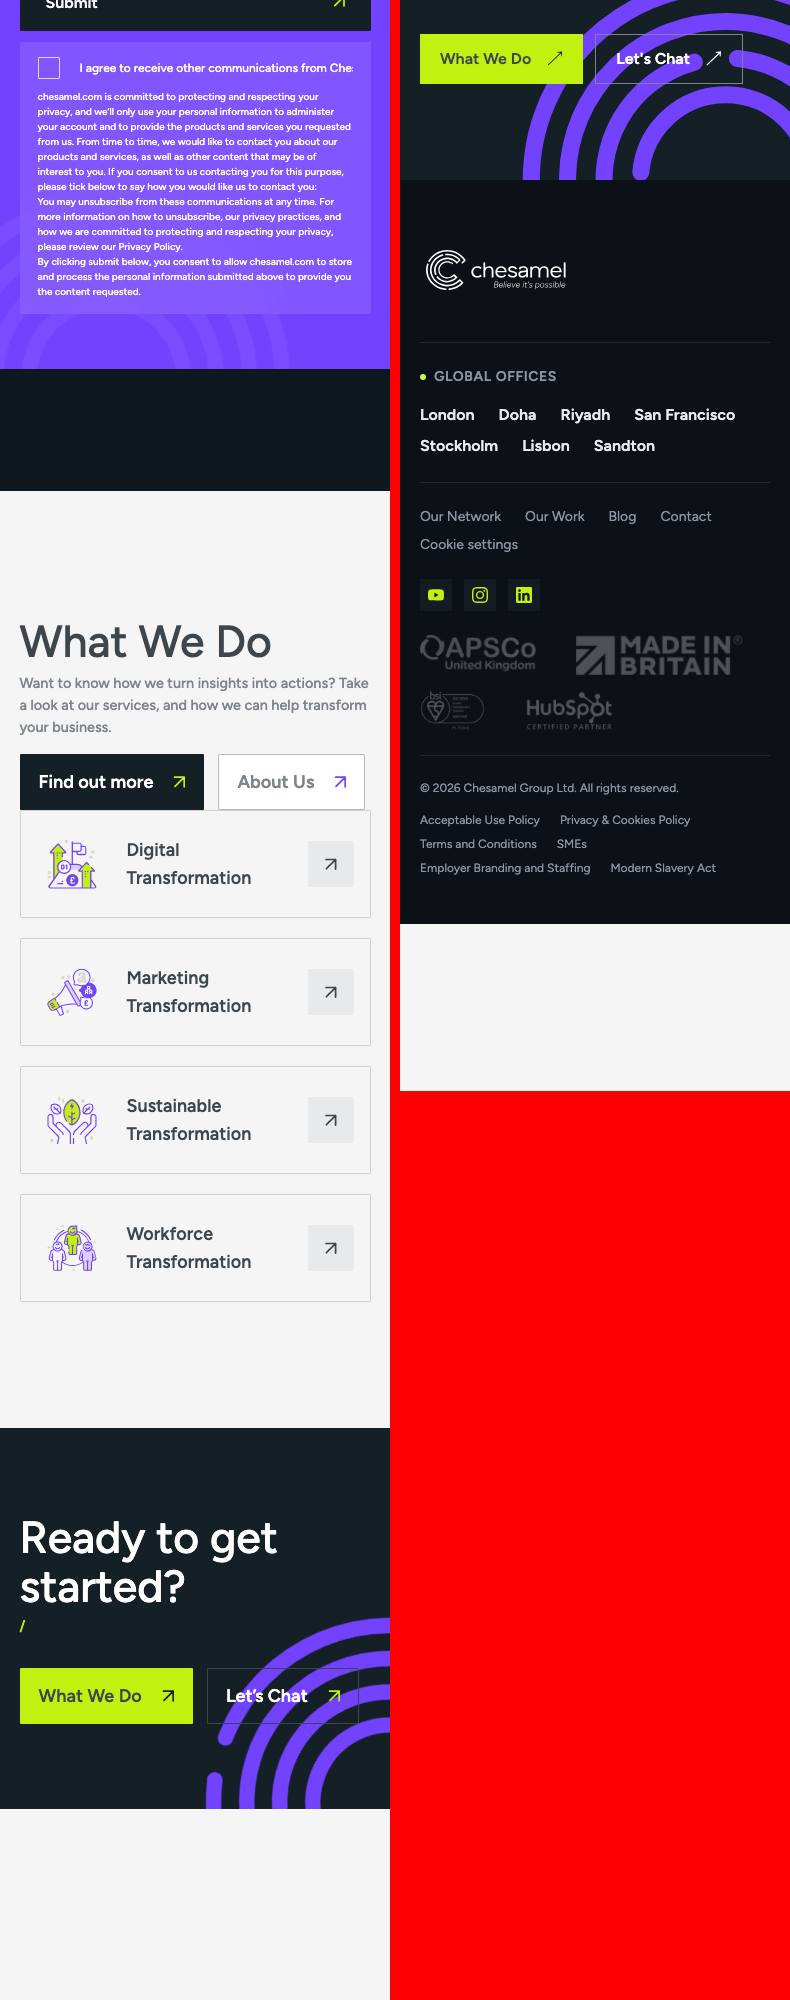 Submit
I agree to receive other communications from Che
chesamel.com is committed to protecting and respecting your
privacy, and we'll only use your personal information to administer
your account and to provide the products and services you requested
from us. From time to time, we would like to contact you about our
products and services, as well as other content that may be of
interest to you. If you consent to us contacting you for this purpose,
please tick below to say how you would like us to contact you:
You may unsubscribe from these communications at any time. For
more information on how to unsubscribe, our privacy practices, and
how we are committed to protecting and respecting your privacy,
please review our Privacy Policy.
By clicking submit below, you consent to allow chesamel.com to store
and process the personal information submitted above to provide you
the content requested.
What We Do
Want to know how we turn insights into actions? Take
a look at our services, and how we can help transform
your business.
Find out more About Us
Digital
Transformation
Marketing
Transformation
Sustainable
Transformation
Workforce
Transformation
Ready to get
started?
/
What We Do Let's Chat
What We Do Let's Chat
chesamel
Believe it's possible
GLOBAL OFFICES
London Doha Riyadh San Francisco
Stockholm Lisbon Sandton
Our Network Our Work Blog Contact
Cookie settings
APSCo
United Kingdom
MADE IN
BRITAIN®
bsi
HubSpot
CERTIFIED PARTNER
© 2026 Chesamel Group Ltd. All rights reserved.
Acceptable Use Policy Privacy & Cookies Policy
Terms and Conditions SMEs
Employer Branding and Staffing Modern Slavery Act